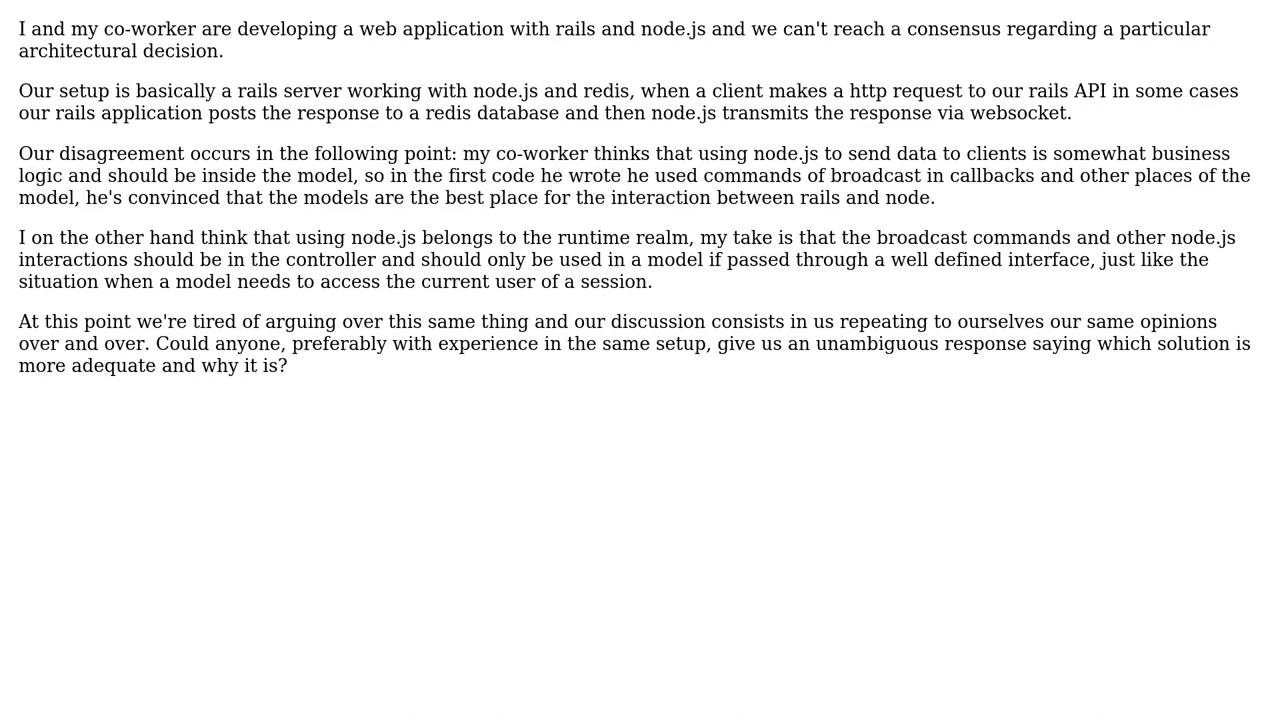 I and my co-worker are developing a web application with rails and node.js and we can't reach a consensus regarding a particular
architectural decision.
Our setup is basically a rails server working with node.js and redis, when a client makes a http request to our rails API in some cases
our rails application posts the response to a redis database and then node.js transmits the response via websocket.
Our disagreement occurs in the following point: my co-worker thinks that using node.js to send data to clients is somewhat business
logic and should be inside the model, so in the first code he wrote he used commands of broadcast in callbacks and other places of the
model, he's convinced that the models are the best place for the interaction between rails and node.
I on the other hand think that using node.js belongs to the runtime realm, my take is that the broadcast commands and other node.js
interactions should be in the controller and should only be used in a model if passed through a well defined interface, just like the
situation when a model needs to access the current user of a session.
At this point we're tired of arguing over this same thing and our discussion consists in us repeating to ourselves our same opinions
over and over. Could anyone, preferably with experience in the same setup, give us an unambiguous response saying which solution is
more adequate and why it is?